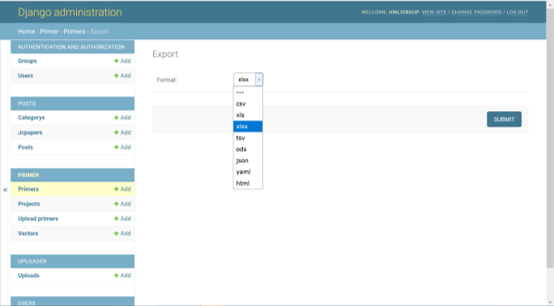 Django administration
WELCOME, HWLIGROUP. VIEW SITE / CHANGE PASSWORD / LOG OUT
Home › Primer › Primers › Export
AUTHENTICATION AND AUTHORIZATION
Groups + Add
Users + Add
POSTS
Categorys + Add
Jcpapers + Add
Posts + Add
PRIMER
Primers + Add
Projects + Add
Upload primers + Add
Vectors + Add
UPLOADER
Uploads + Add
USERS
«
Export
Format: xlsx
---
csv
xls
xlsx
tsv
ods
json
yaml
html
SUBMIT